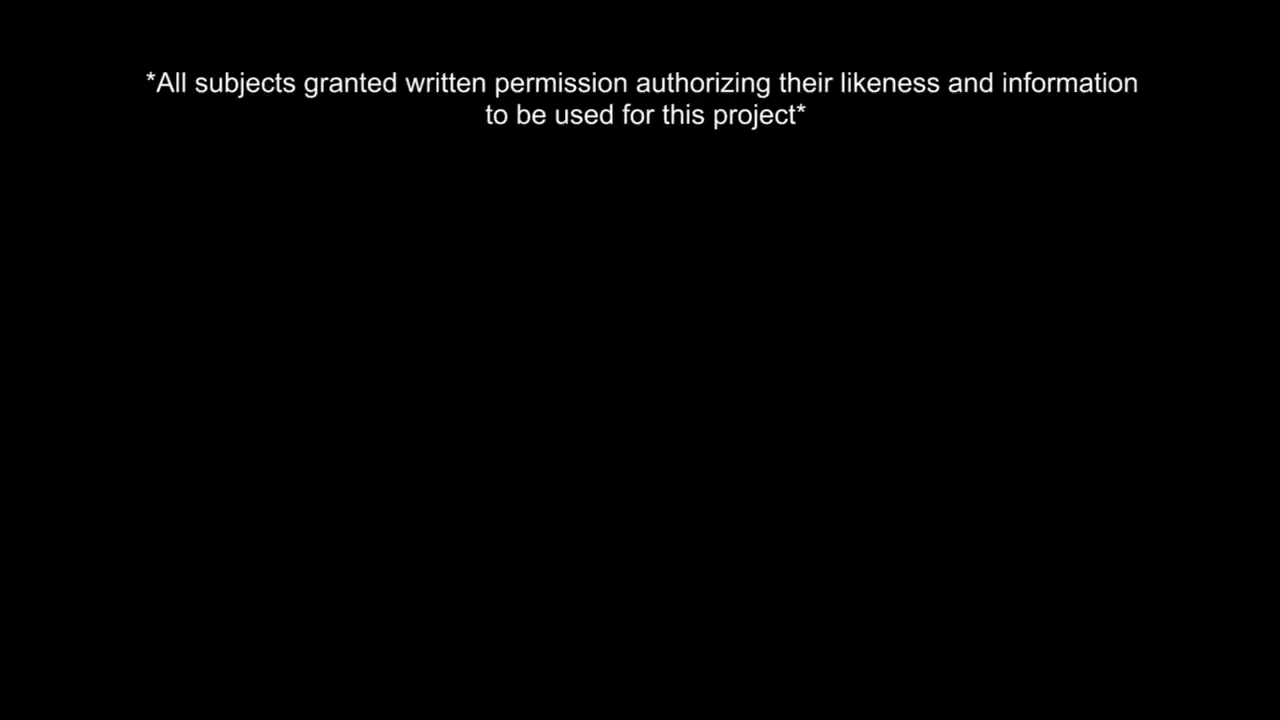 *All subjects granted written permission authorizing their likeness and information
to be used for this project*